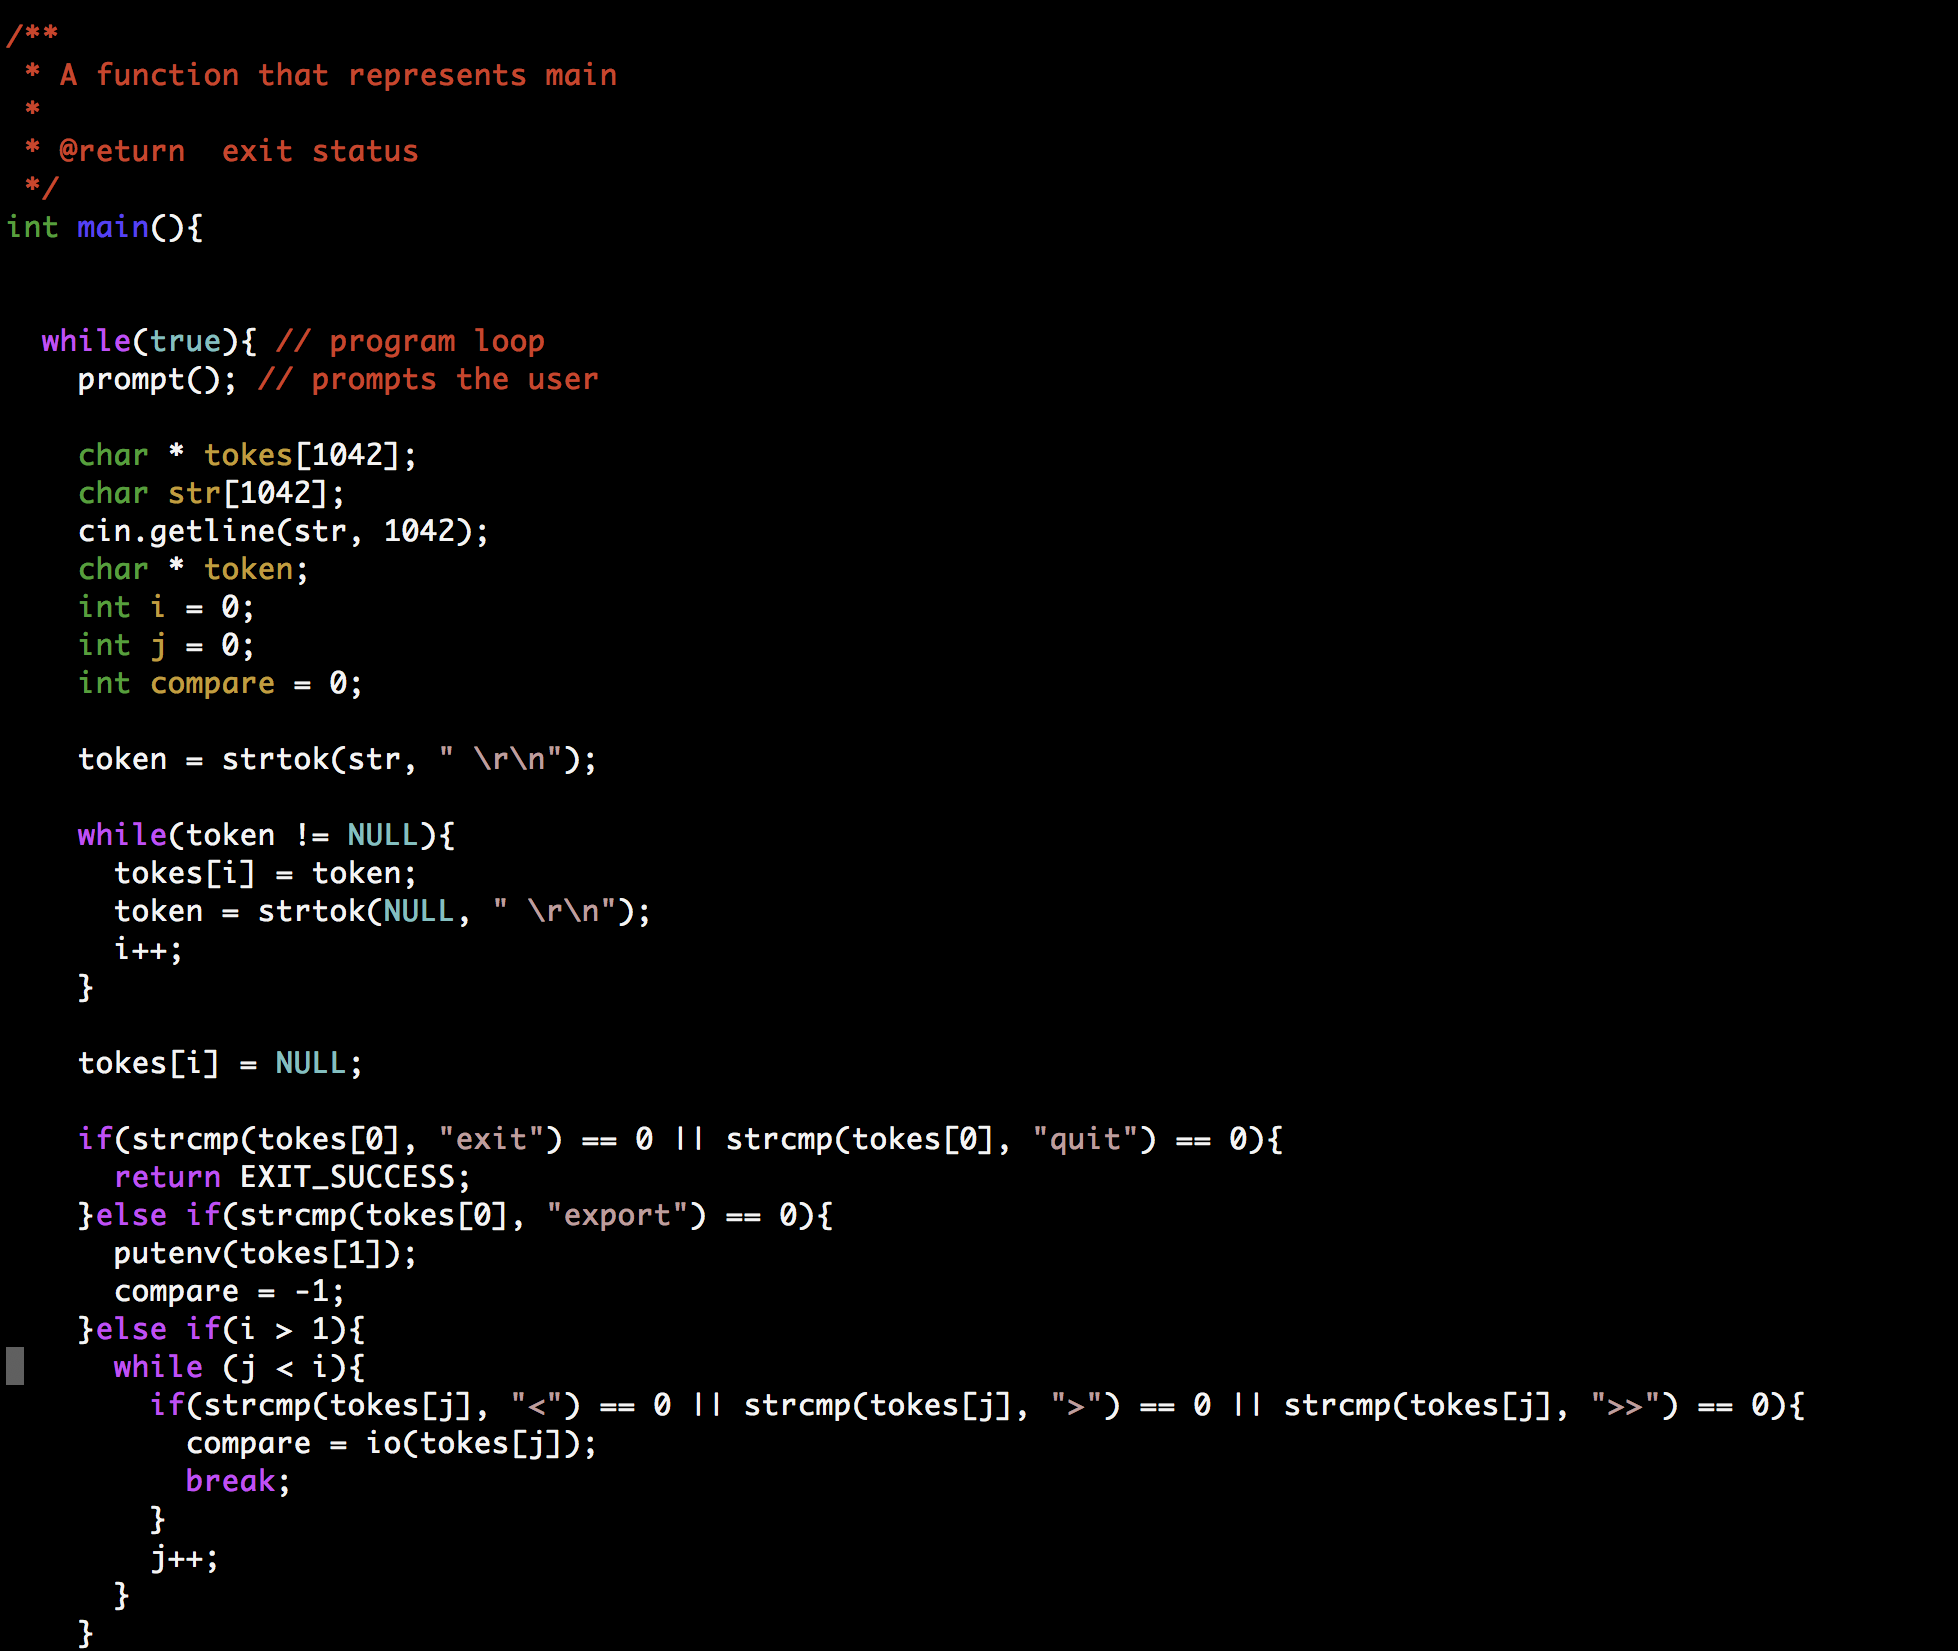 /**
 * A function that represents main
 *
 * @return  exit status
 */
int main(){
  while(true){ // program loop
    prompt(); // prompts the user
    char * tokes[1042];
    char str[1042];
    cin.getline(str, 1042);
    char * token;
    int i = 0;
    int j = 0;
    int compare = 0;
    token = strtok(str, " \r\n");
    while(token != NULL){
      tokes[i] = token;
      token = strtok(NULL, " \r\n");
      i++;
    }
    tokes[i] = NULL;
    if(strcmp(tokes[0], "exit") == 0 || strcmp(tokes[0], "quit") == 0){
      return EXIT_SUCCESS;
    }else if(strcmp(tokes[0], "export") == 0){
      putenv(tokes[1]);
      compare = -1;
    }else if(i > 1){
      while (j < i){
        if(strcmp(tokes[j], "<") == 0 || strcmp(tokes[j], ">") == 0 || strcmp(tokes[j], ">>") == 0){
          compare = io(tokes[j]);
          break;
        }
        j++;
      }
    }